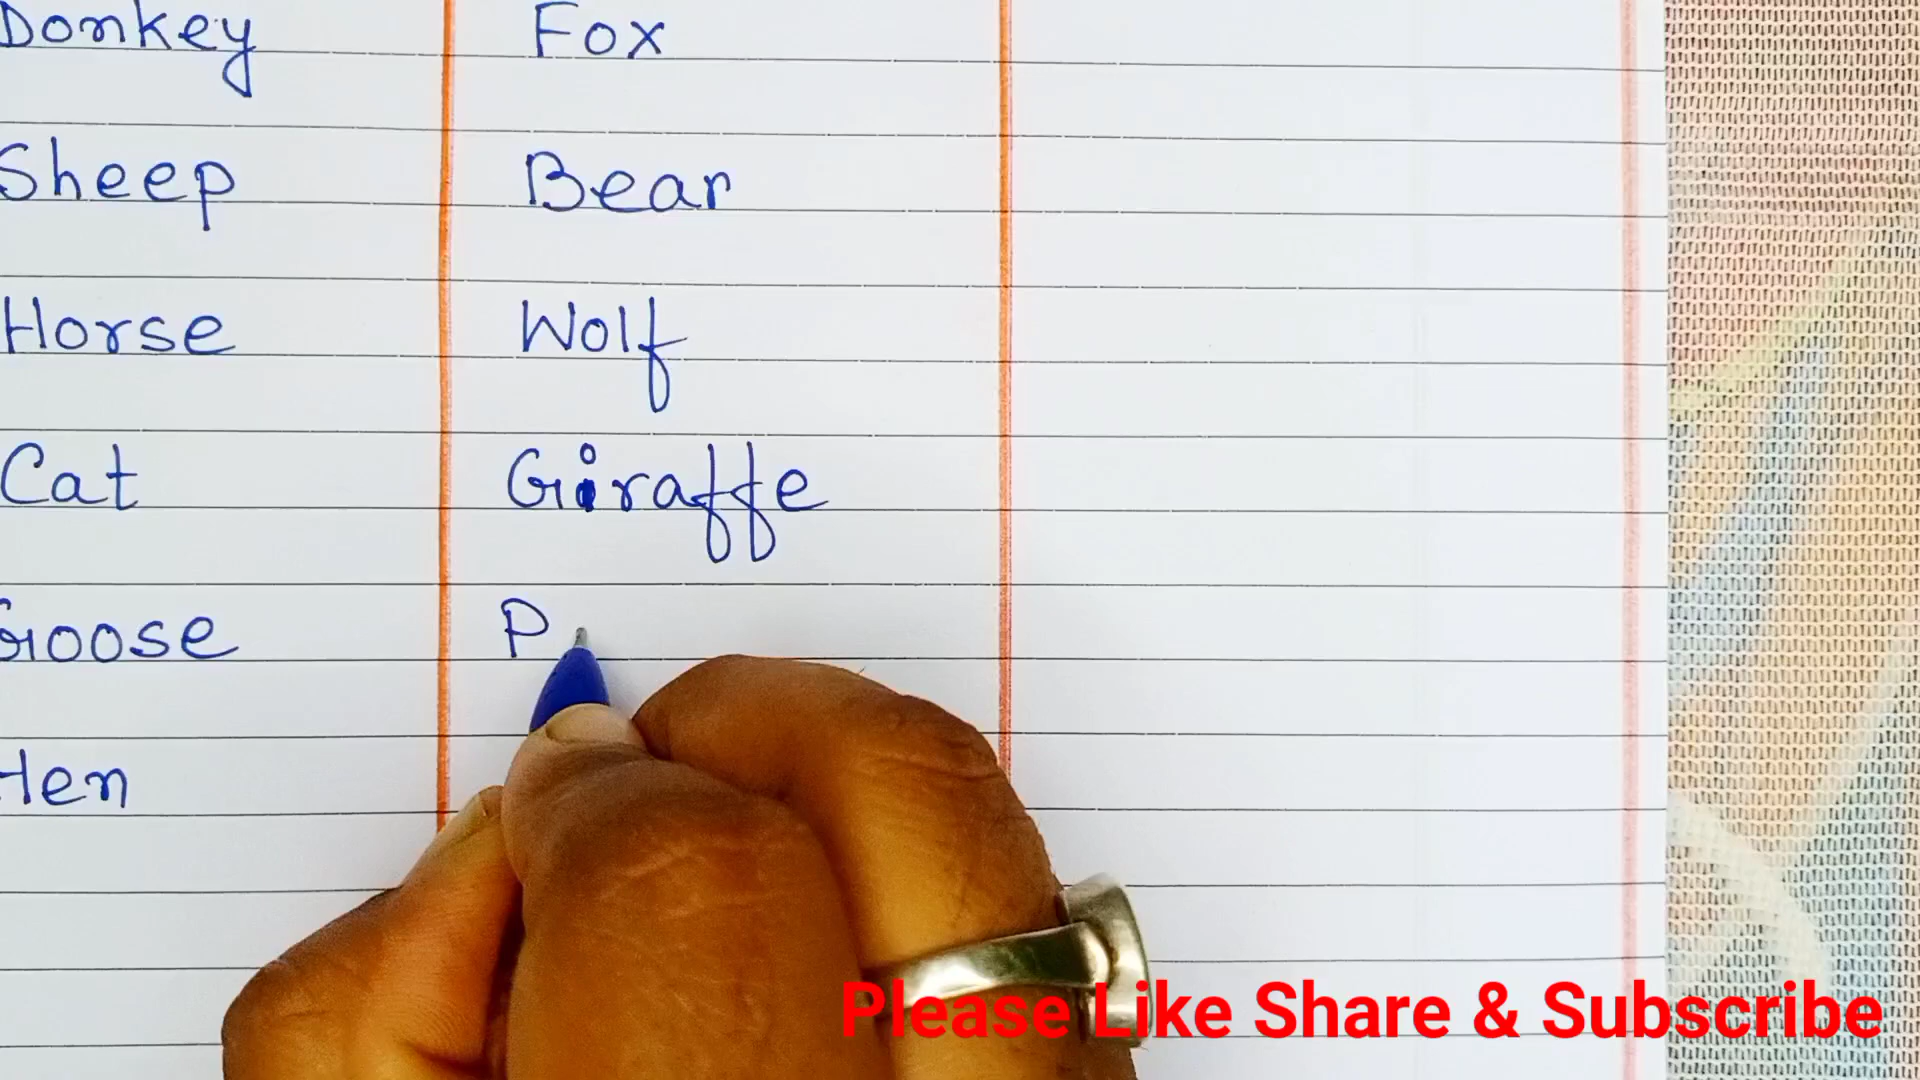 Donkey Fox
Sheep Bear
Horse Wolf
Cat Giraffe
Goose P
Hen
Please Like Share & Subscribe